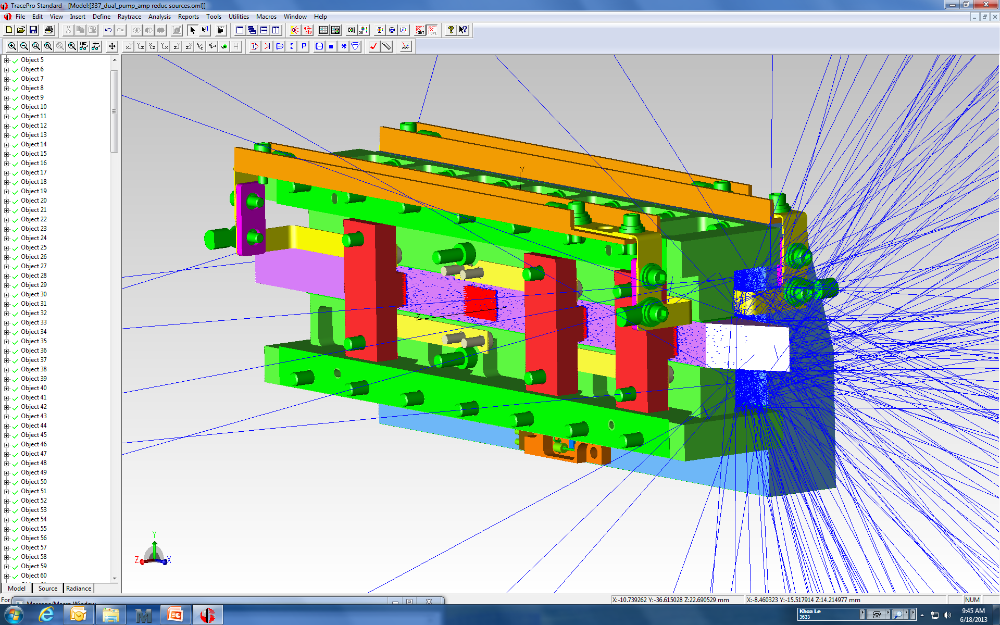 TracePro Standard - [Model:[337_dual_pump_amp reduc sources.oml]]
File Edit View Insert Define Raytrace Analysis Reports Tools Utilities Macros Window Help
Object 5
Object 6
Object 7
Object 8
Object 9
Object 10
Object 11
Object 12
Object 13
Object 14
Object 15
Object 16
Object 17
Object 18
Object 19
Object 20
Object 21
Object 22
Object 23
Object 24
Object 25
Object 26
Object 27
Object 28
Object 29
Object 30
Object 31
Object 32
Object 33
Object 34
Object 35
Object 36
Object 37
Object 38
Object 39
Object 40
Object 41
Object 42
Object 43
Object 44
Object 45
Object 46
Object 47
Object 48
Object 49
Object 50
Object 51
Object 52
Object 53
Object 54
Object 55
Object 56
Object 57
Object 58
Object 59
Object 60
Y
Z
Y
Z X
Model Source Radiance
For Message/Macro Window
X:-10.739262 Y:-36.615028 Z:22.690529 mm X:-8.460323 Y:-15.517914 Z:14.214977 mm NUM
Khoa Le
3633
9:45 AM
6/18/2013